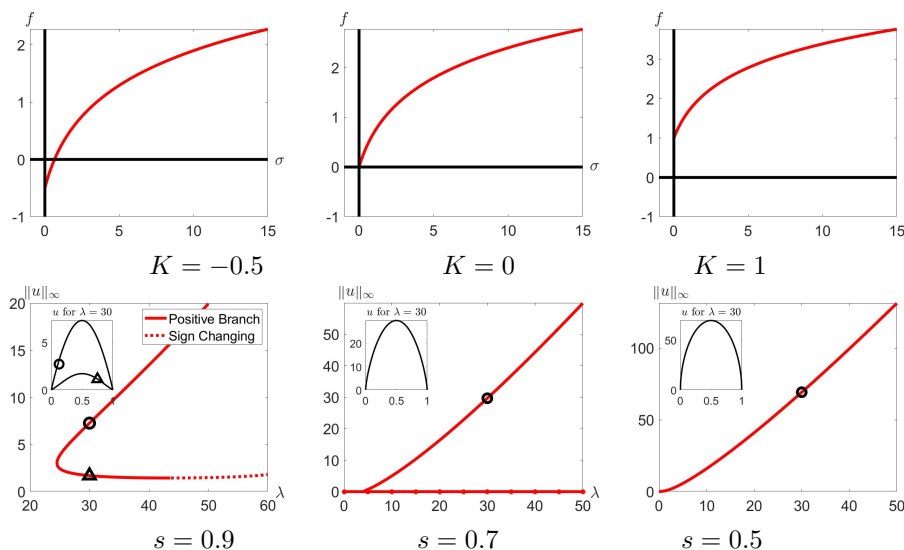 f f f
2 2 3
1 1 2
0 σ 0 σ 1
-1 -1 0 σ
-1
0 5 10 15 0 5 10 15 0 5 10 15
K = −0.5 K = 0 K = 1
‖u‖∞ ‖u‖∞ ‖u‖∞
20 u for λ = 30 Positive Branch Sign Changing
15 5 0 0 0.5 1
10
5
0 λ
20 30 40 50 60
60 u for λ = 30
50 20 10 0 0 0.5 1
40
30
20
10
0 λ
0 10 20 30 40 50
u for λ = 30
100 50 0 0 0.5 1
50
0 λ
0 10 20 30 40 50
s = 0.9 s = 0.7 s = 0.5